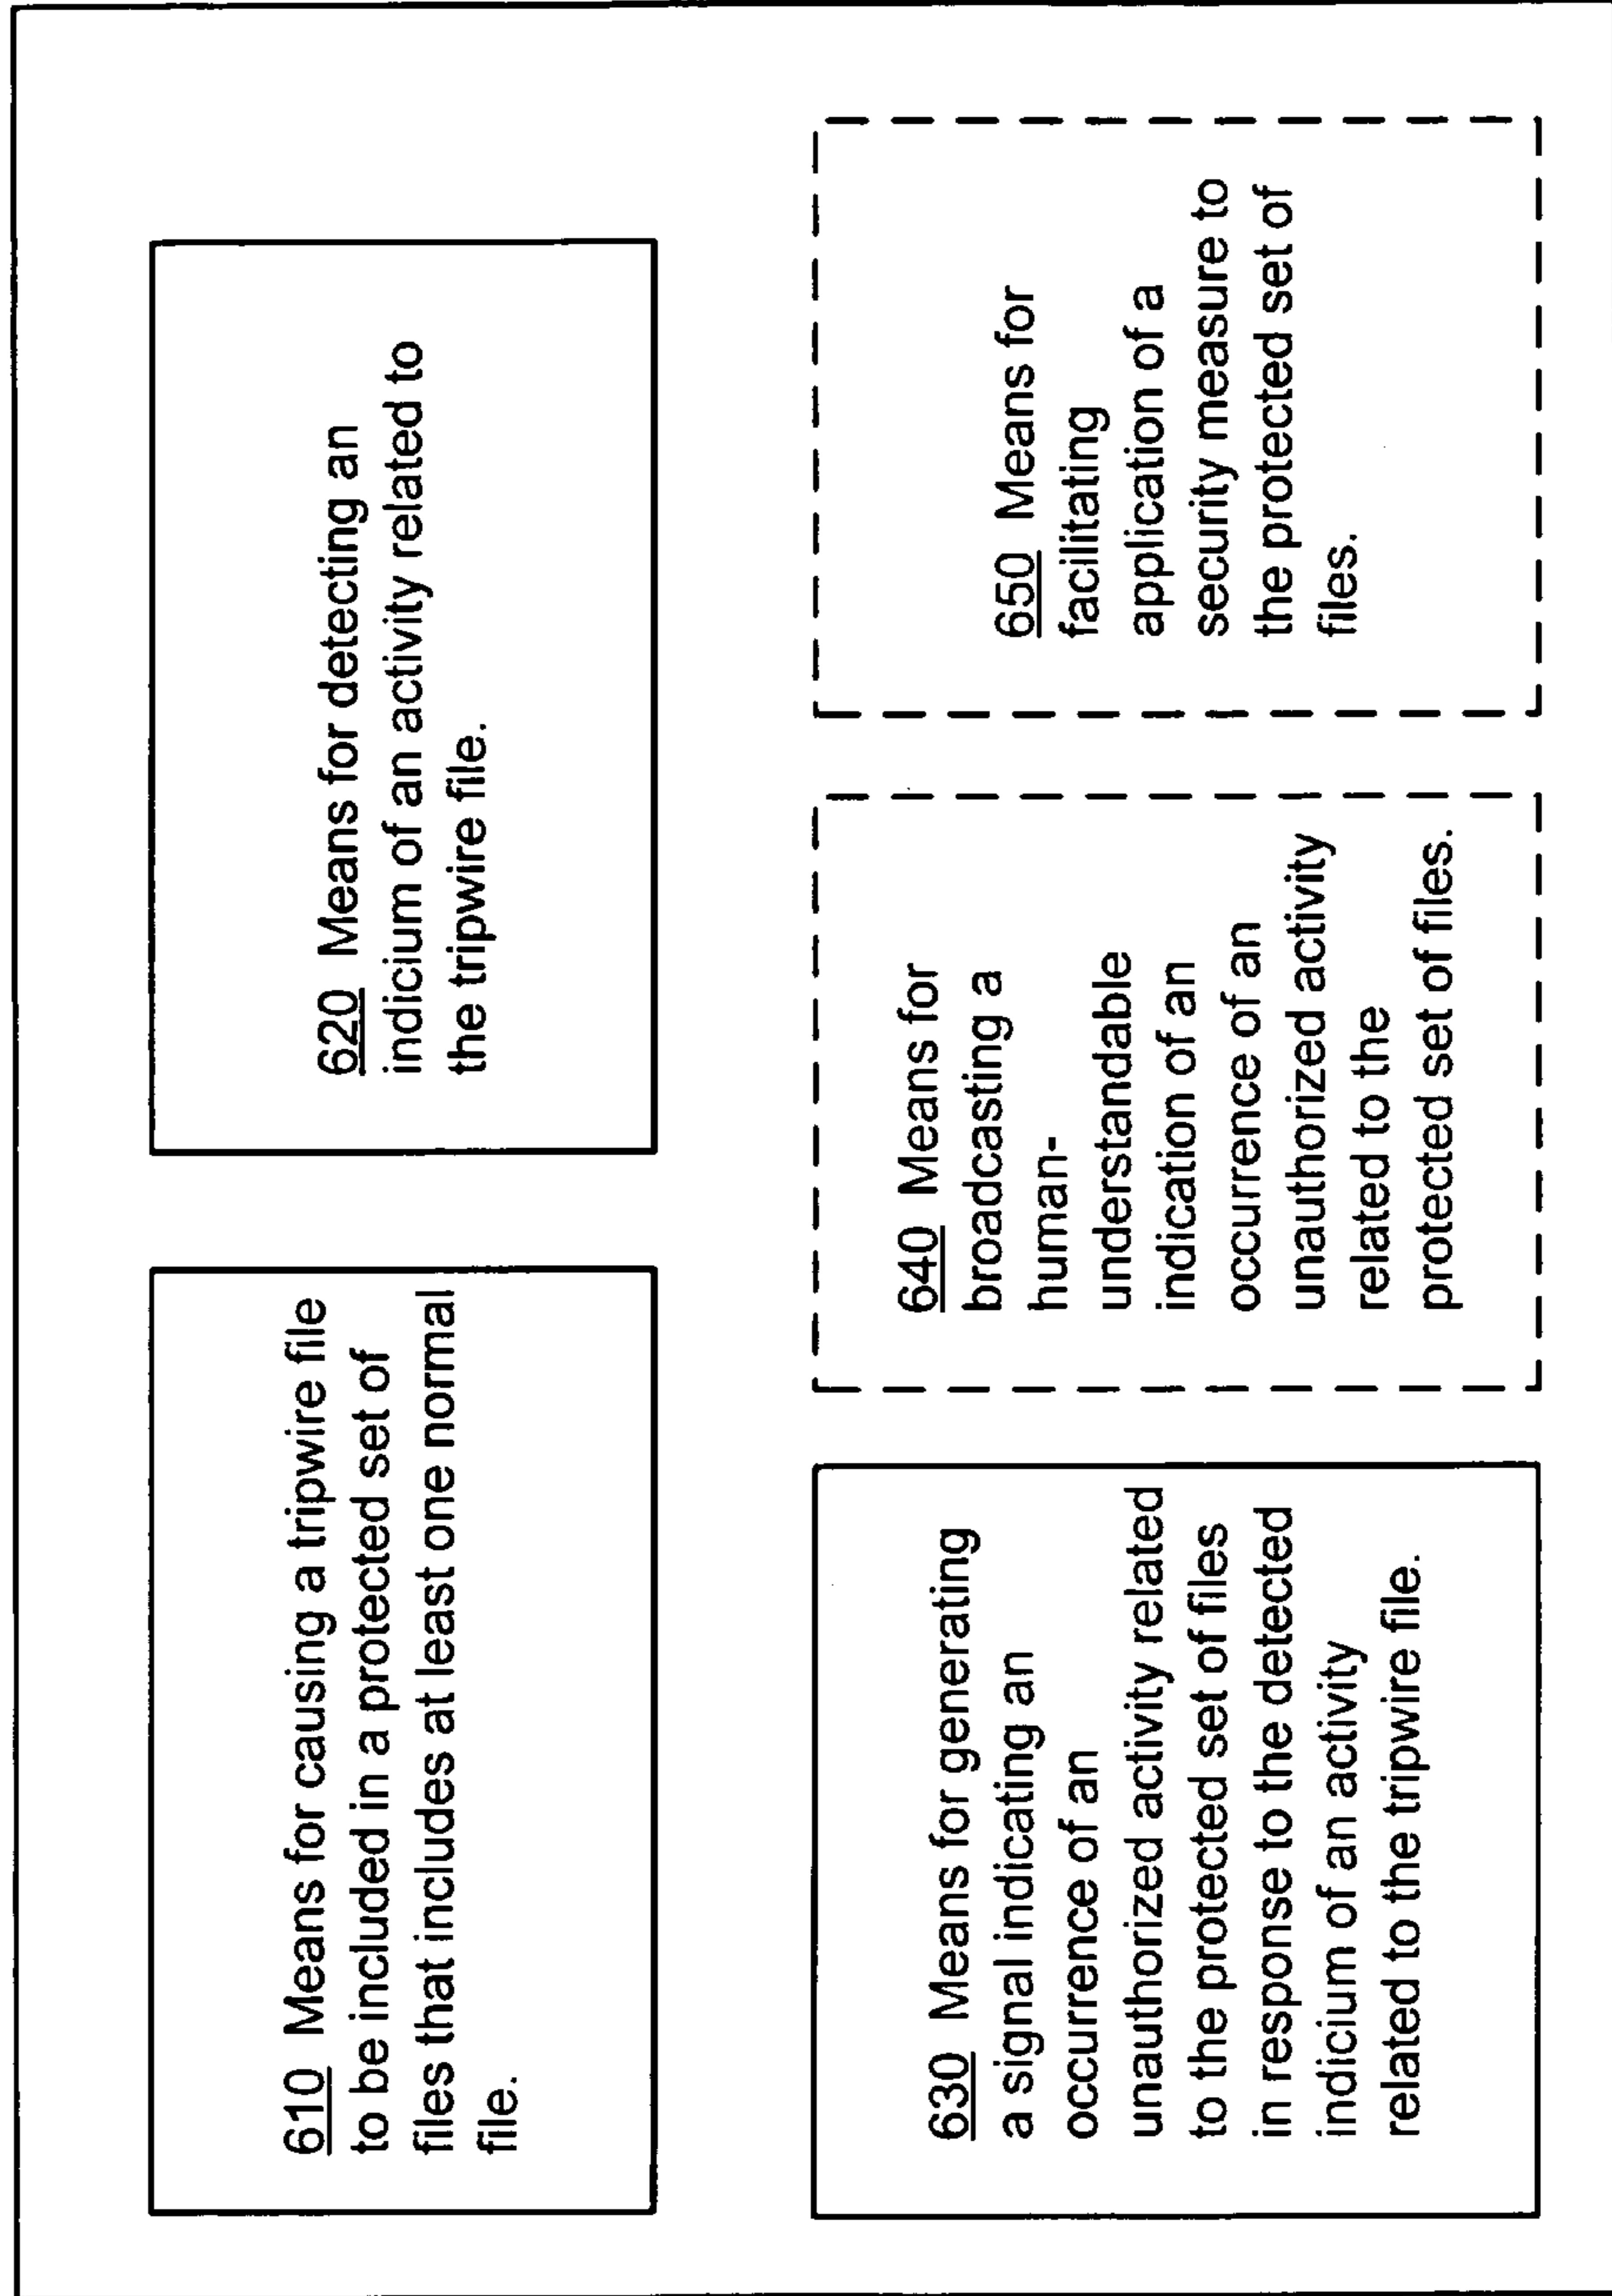 610 Means for causing a tripwire file
to be included in a protected set of
files that includes at least one normal
file.
620 Means for detecting an
indicium of an activity related to
the tripwire file.
630 Means for generating
a signal indicating an
occurrence of an
unauthorized activity related
to the protected set of files
in response to the detected
indicium of an activity
related to the tripwire file.
640 Means for
broadcasting a
human-
understandable
indication of an
occurrence of an
unauthorized activity
related to the
protected set of files.
650 Means for
facilitating
application of a
security measure to
the protected set of
files.